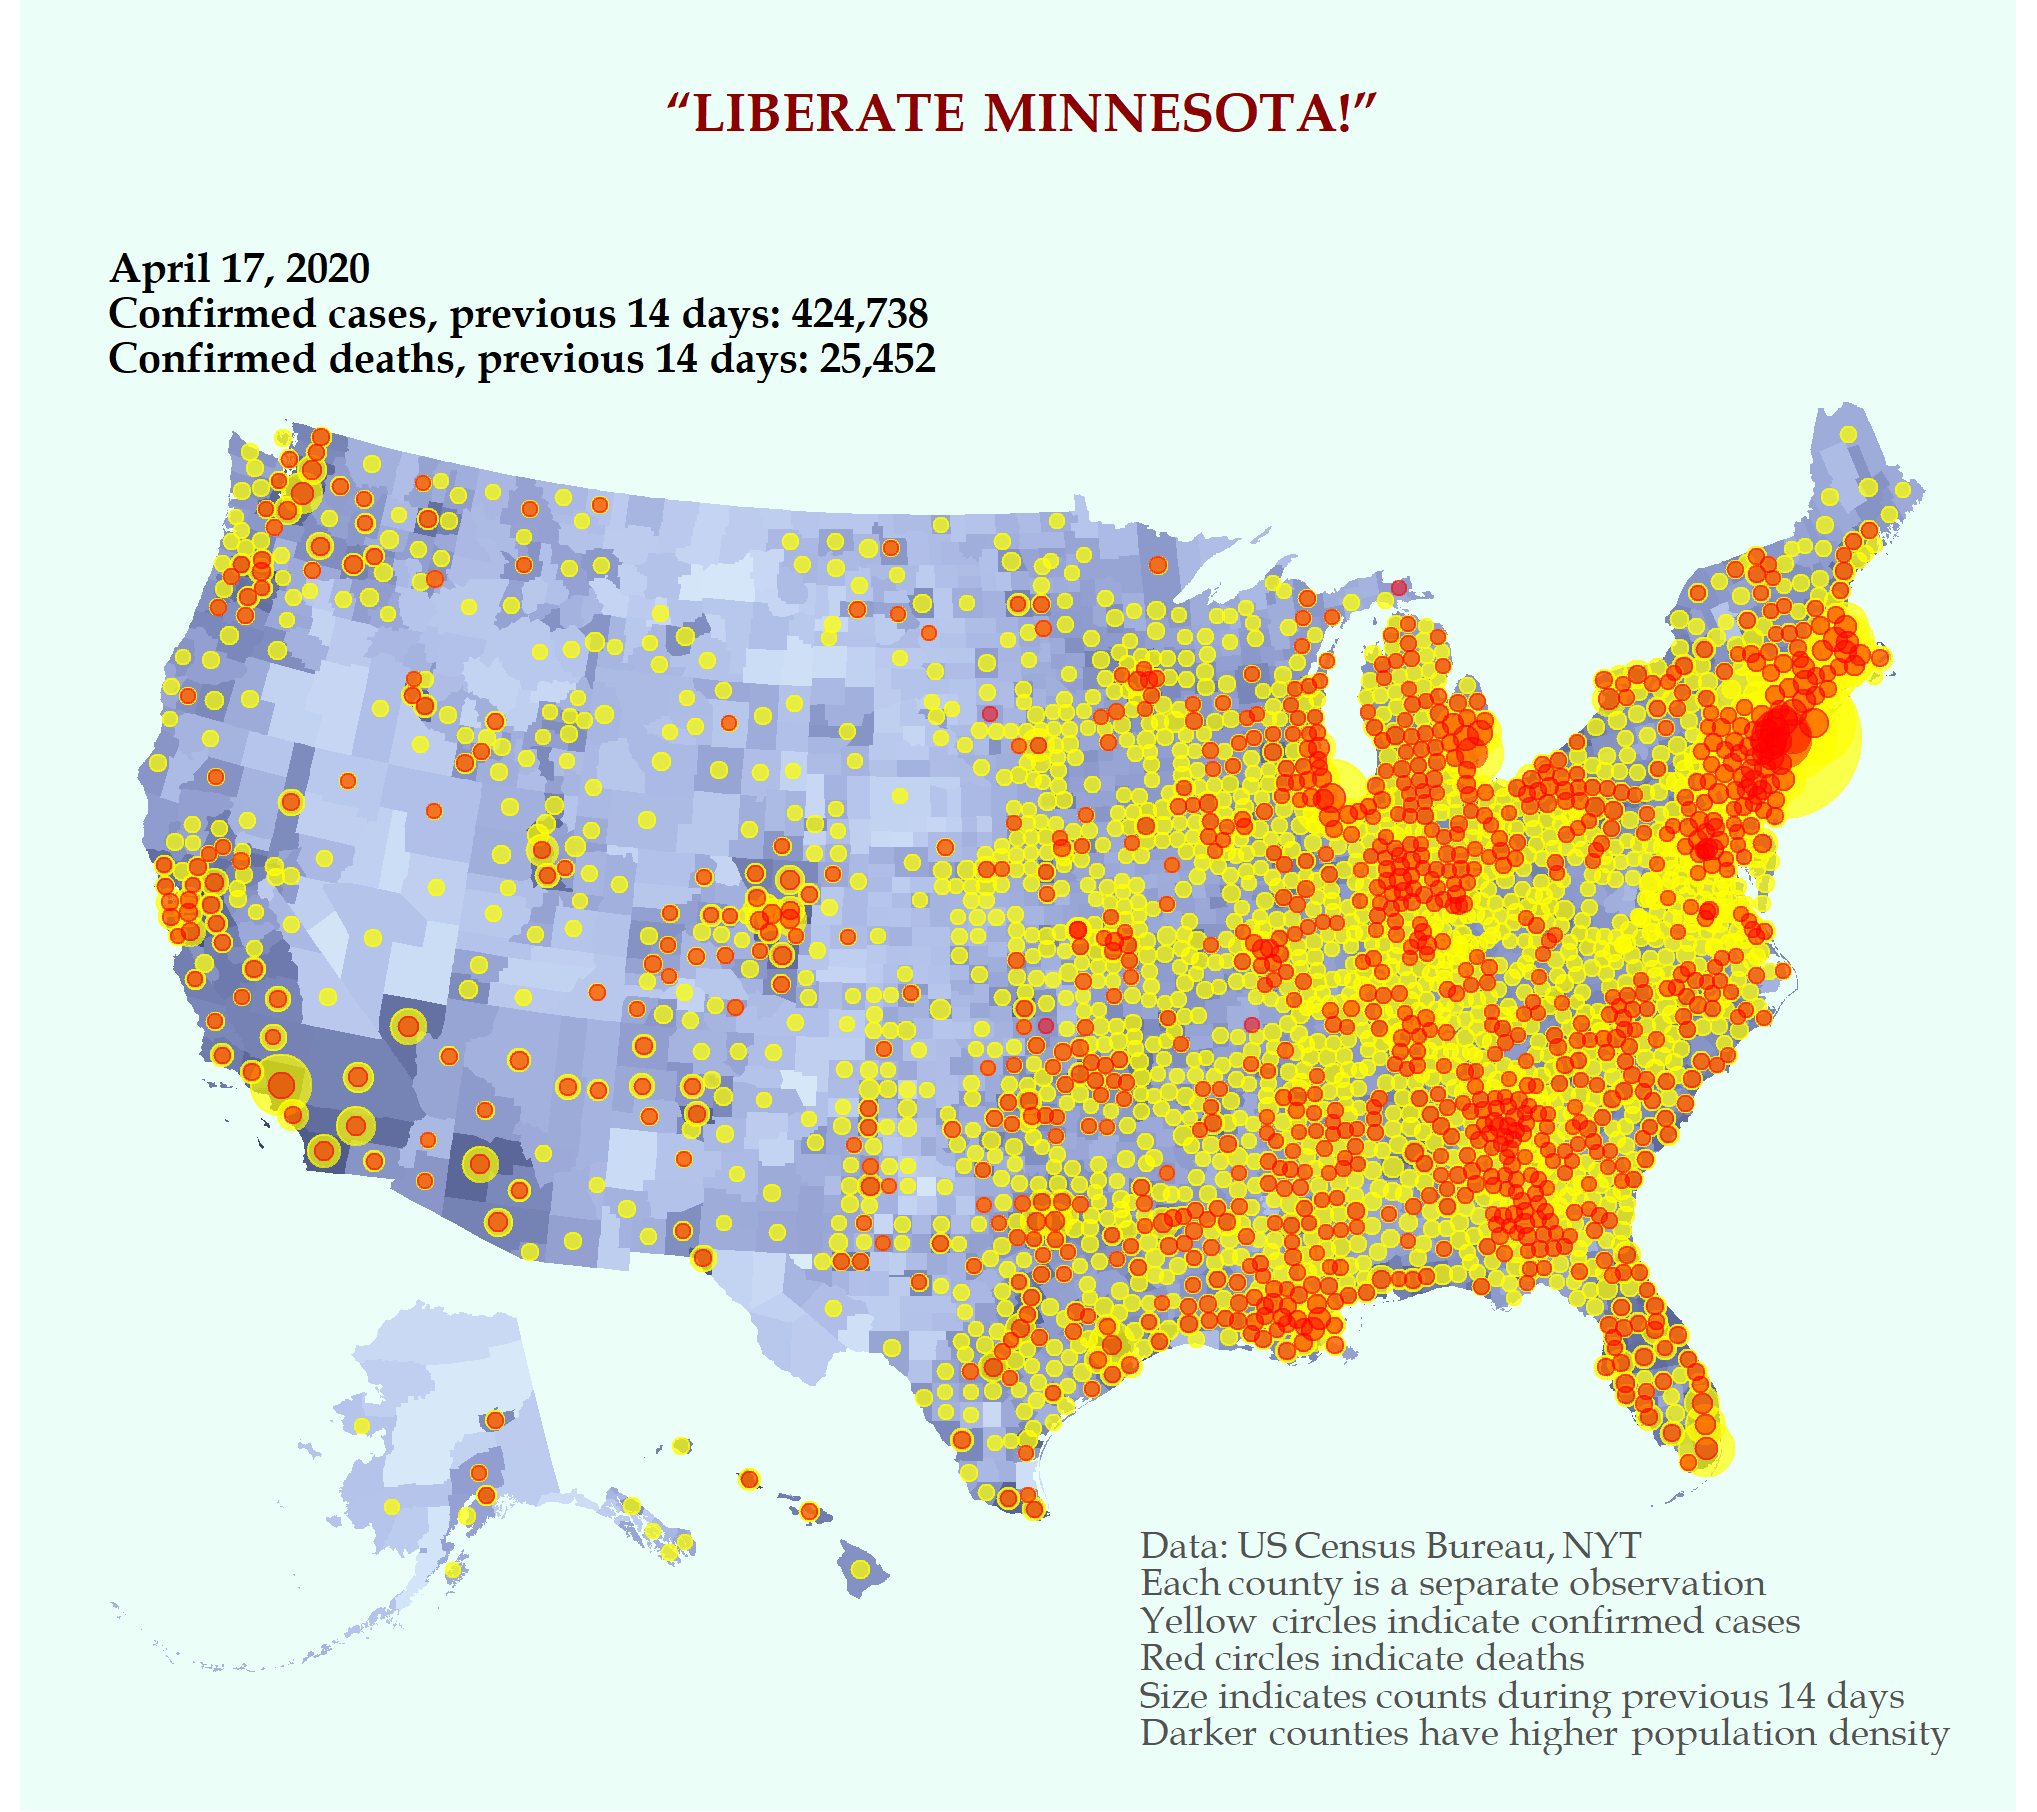 “LIBERATE MINNESOTA!”
April 17, 2020
Confirmed cases, previous 14 days: 424,738
Confirmed deaths, previous 14 days: 25,452
Data: US Census Bureau, NYT
Each county is a separate observation
Yellow circles indicate confirmed cases
Red circles indicate deaths
Size indicates counts during previous 14 days
Darker counties have higher population density